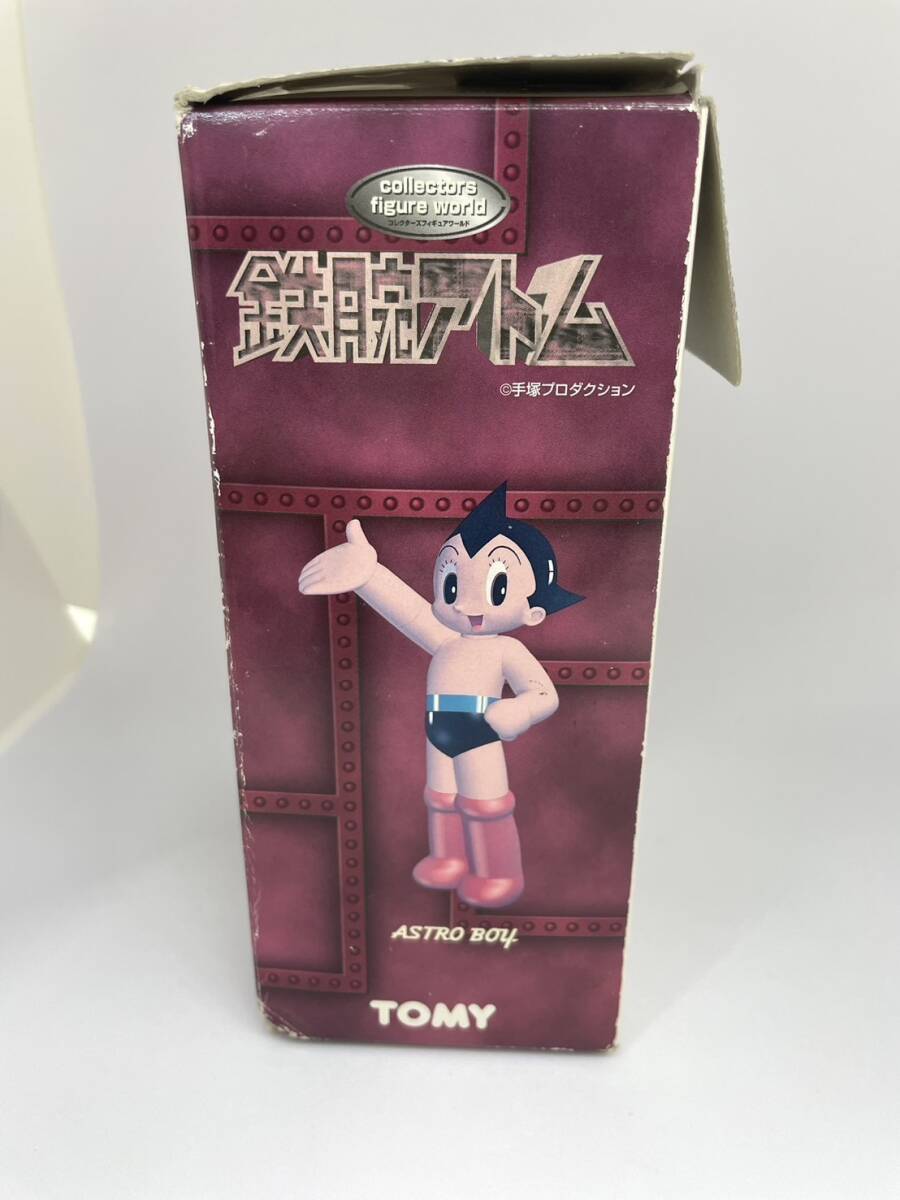 collectors
figure world
コレクターズフィギュアワールド
鉄腕アトム
©手塚プロダクション
ASTRO BOY
TOMY